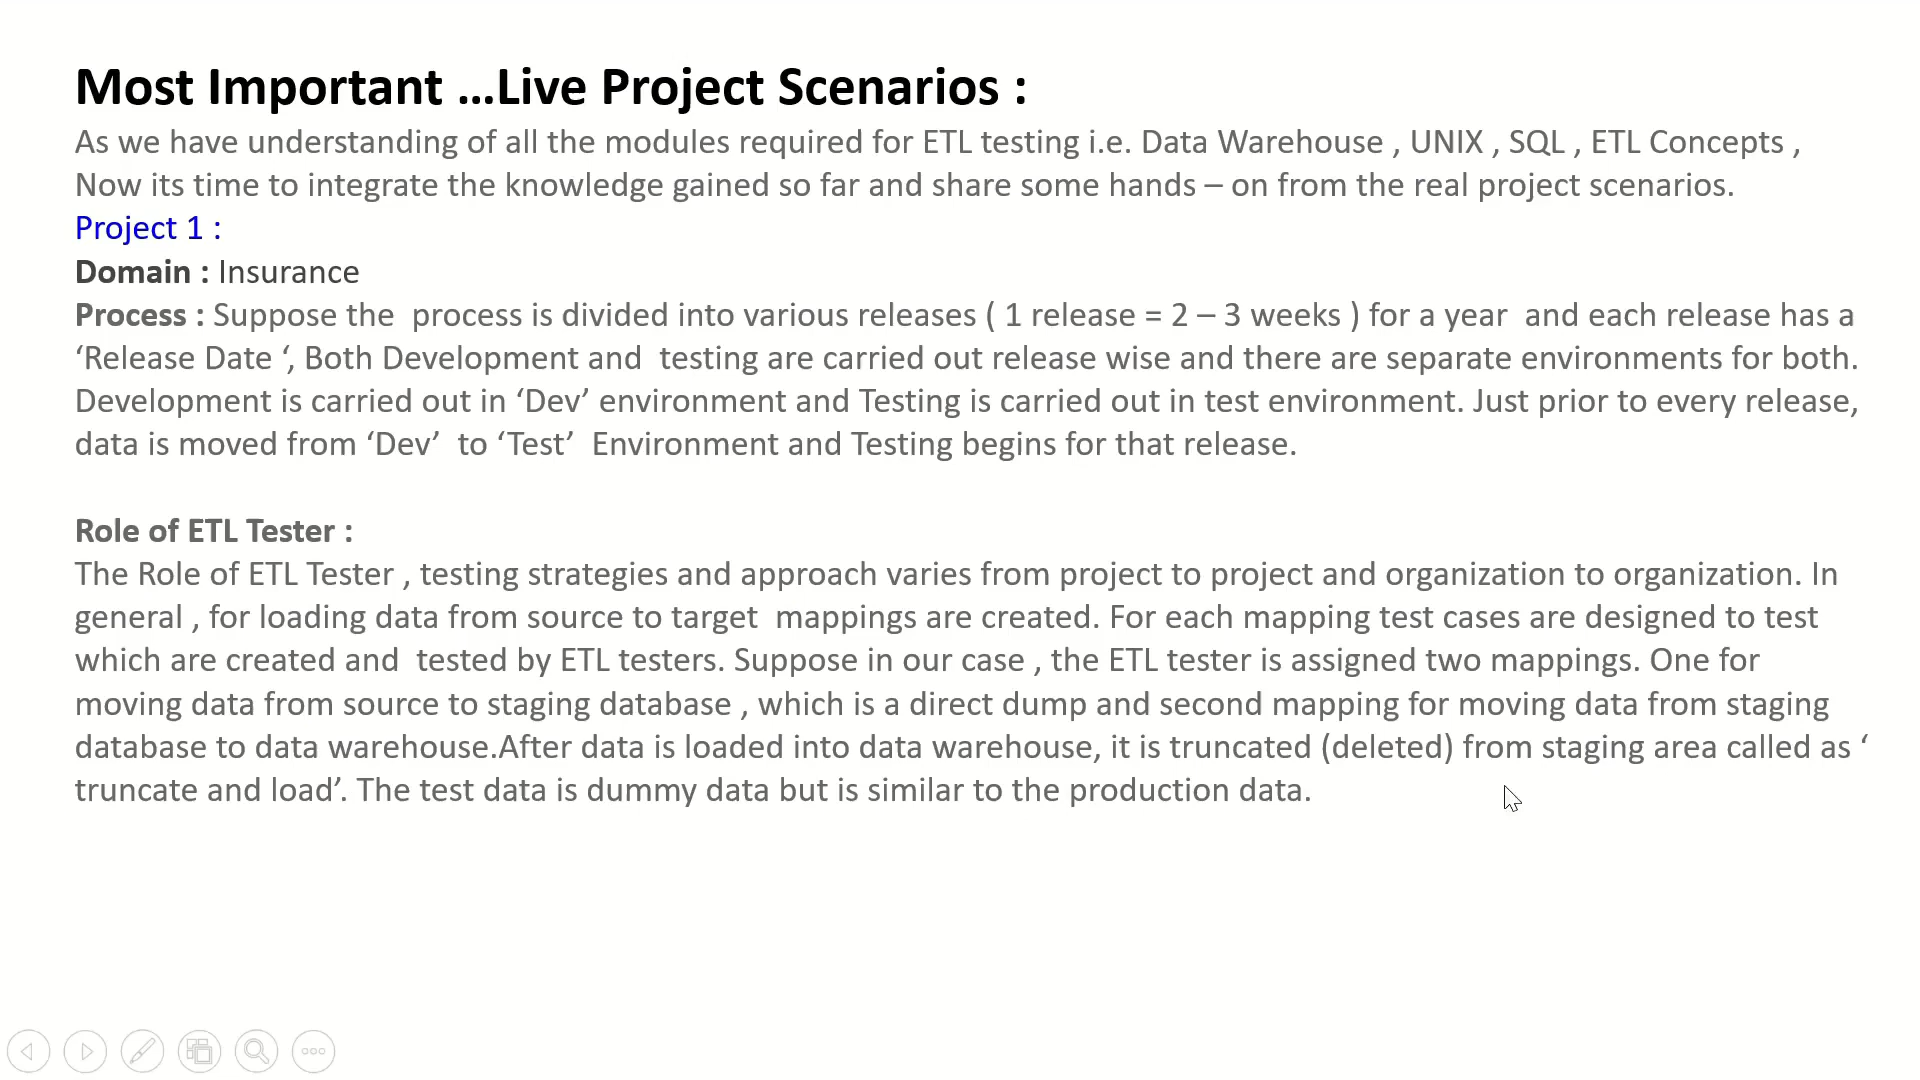 Most Important ...Live Project Scenarios :
As we have understanding of all the modules required for ETL testing i.e. Data Warehouse , UNIX , SQL , ETL Concepts ,
Now its time to integrate the knowledge gained so far and share some hands – on from the real project scenarios.
Project 1 :
Domain : Insurance
Process : Suppose the  process is divided into various releases ( 1 release = 2 – 3 weeks ) for a year  and each release has a
‘Release Date ‘, Both Development and  testing are carried out release wise and there are separate environments for both.
Development is carried out in ‘Dev’ environment and Testing is carried out in test environment. Just prior to every release,
data is moved from ‘Dev’  to ‘Test’  Environment and Testing begins for that release.
Role of ETL Tester :
The Role of ETL Tester , testing strategies and approach varies from project to project and organization to organization. In
general , for loading data from source to target  mappings are created. For each mapping test cases are designed to test
which are created and  tested by ETL testers. Suppose in our case , the ETL tester is assigned two mappings. One for
moving data from source to staging database , which is a direct dump and second mapping for moving data from staging
database to data warehouse.After data is loaded into data warehouse, it is truncated (deleted) from staging area called as ‘
truncate and load’. The test data is dummy data but is similar to the production data.